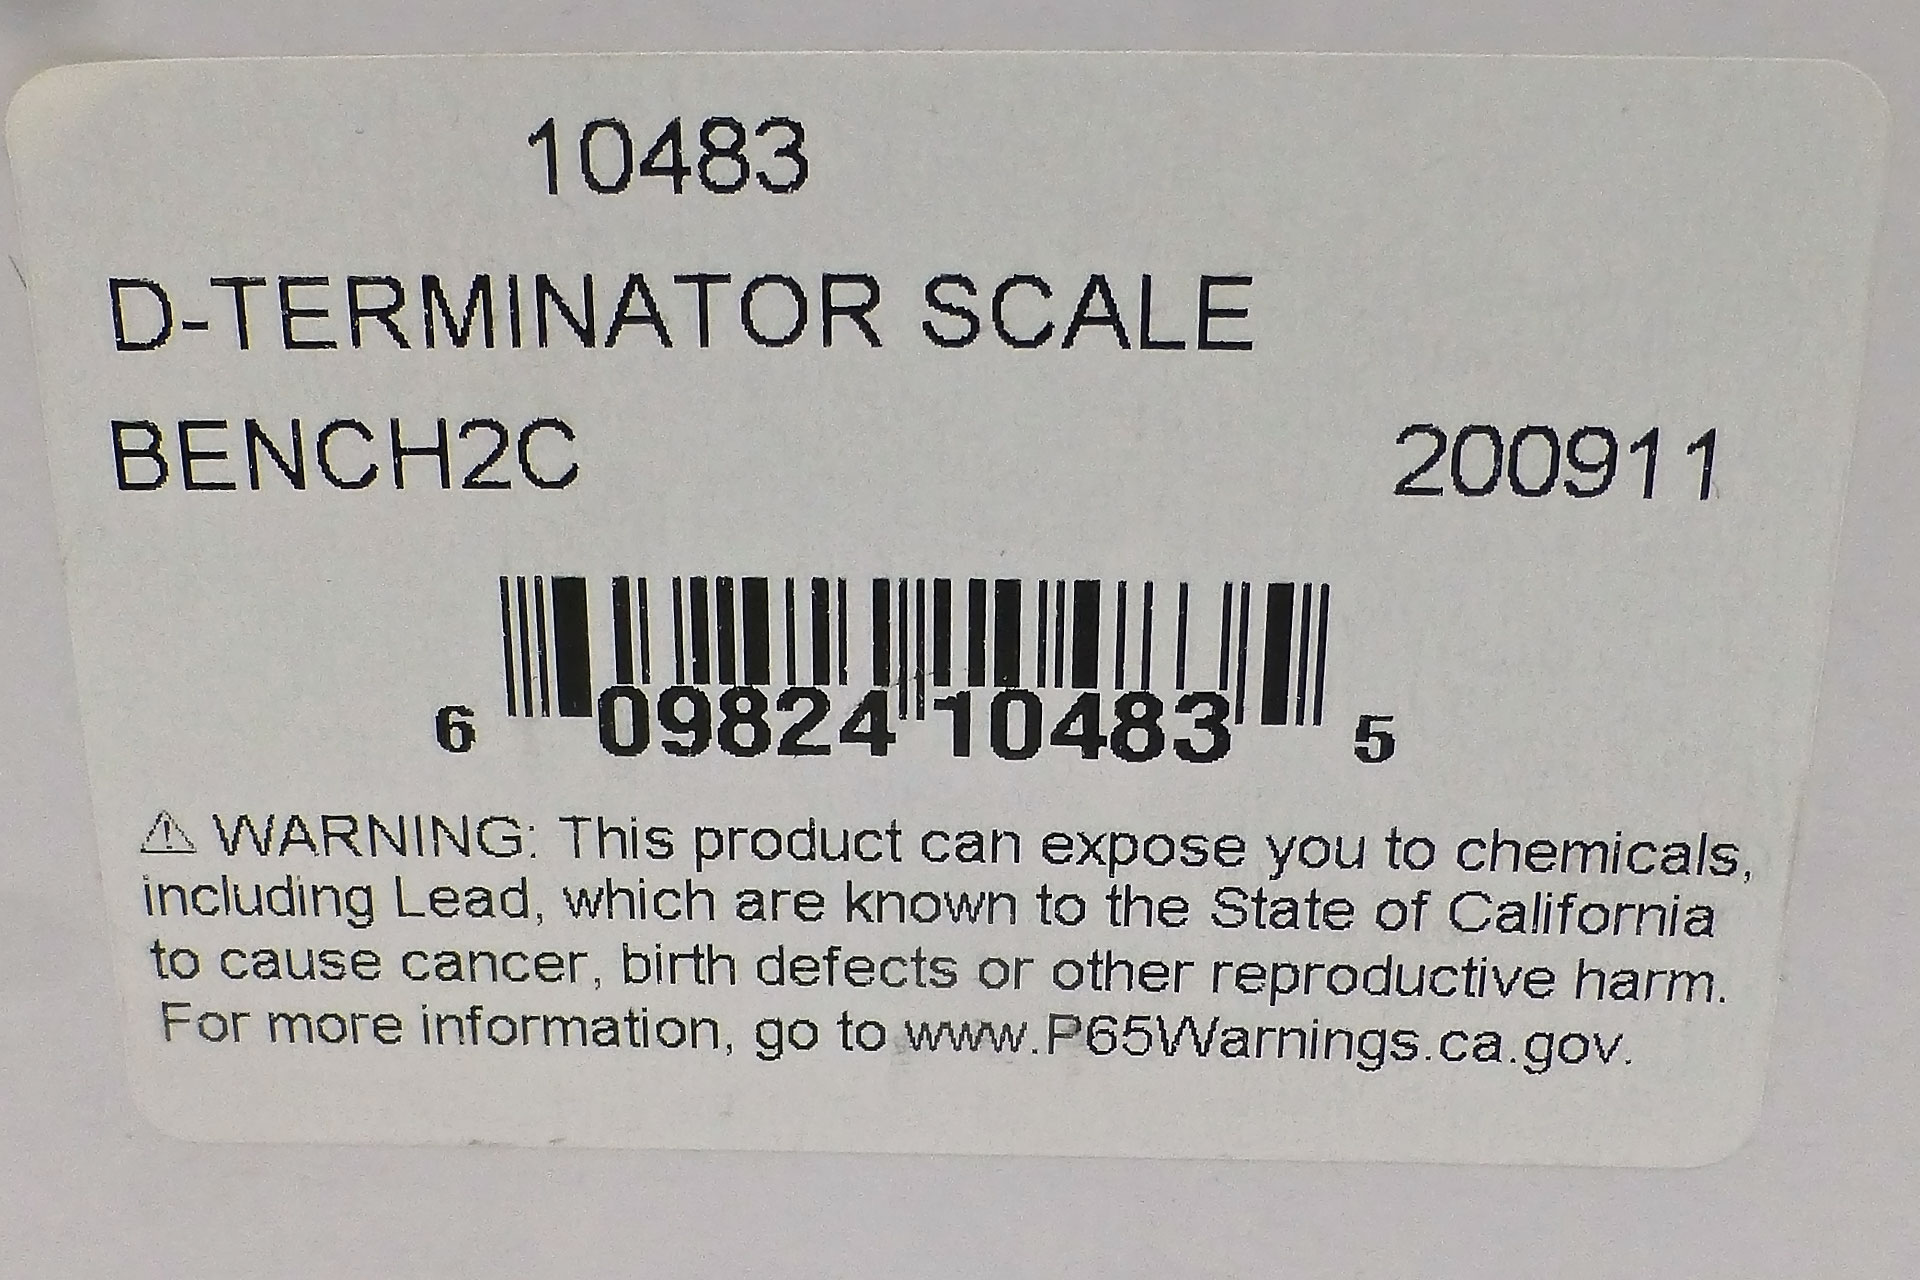 10483
D-TERMINATOR SCALE
BENCH2C 200911
6 09824 10483 5
⚠ WARNING: This product can expose you to chemicals,
including Lead, which are known to the State of California
to cause cancer, birth defects or other reproductive harm.
For more information, go to www.P65Warnings.ca.gov.